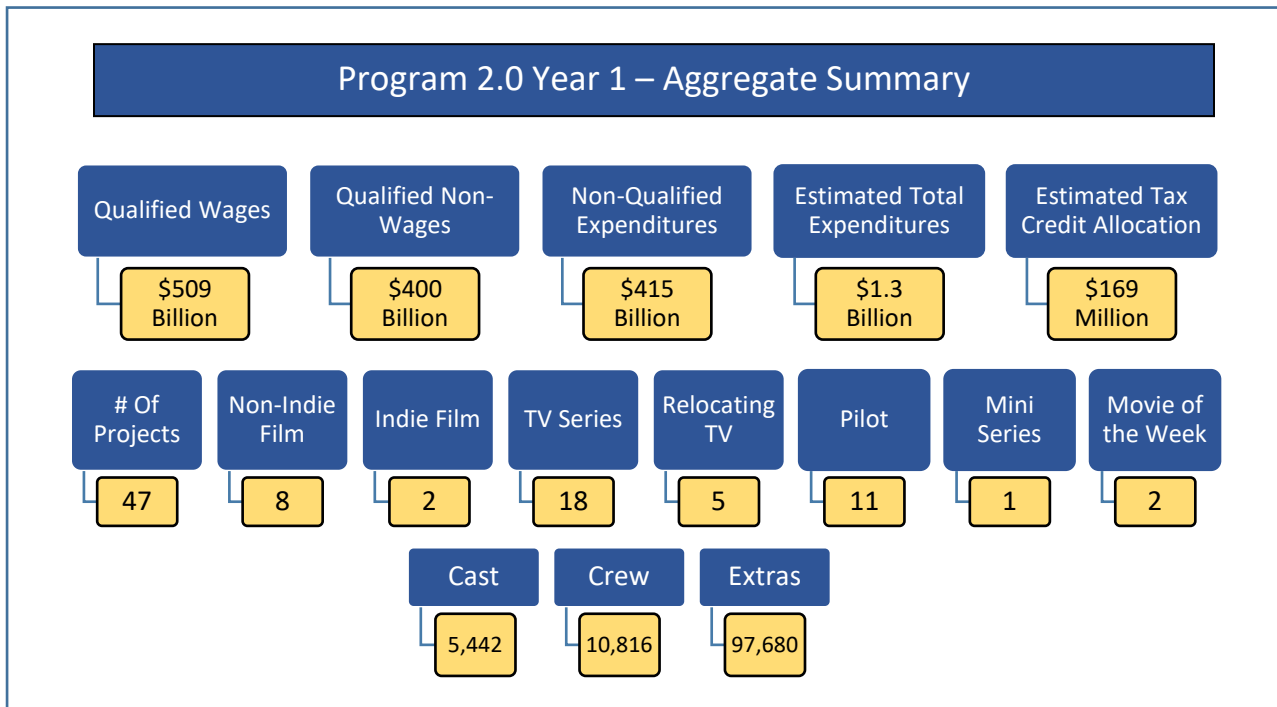 Program 2.0 Year 1 – Aggregate Summary
Qualified Wages
$509
Billion
Qualified Non-
Wages
$400
Billion
Non-Qualified
Expenditures
$415
Billion
Estimated Total
Expenditures
$1.3
Billion
Estimated Tax
Credit Allocation
$169
Million
# Of
Projects
47
Non-Indie
Film
8
Indie Film
2
TV Series
18
Relocating
TV
5
Pilot
11
Mini
Series
1
Movie of
the Week
2
Cast
5,442
Crew
10,816
Extras
97,680